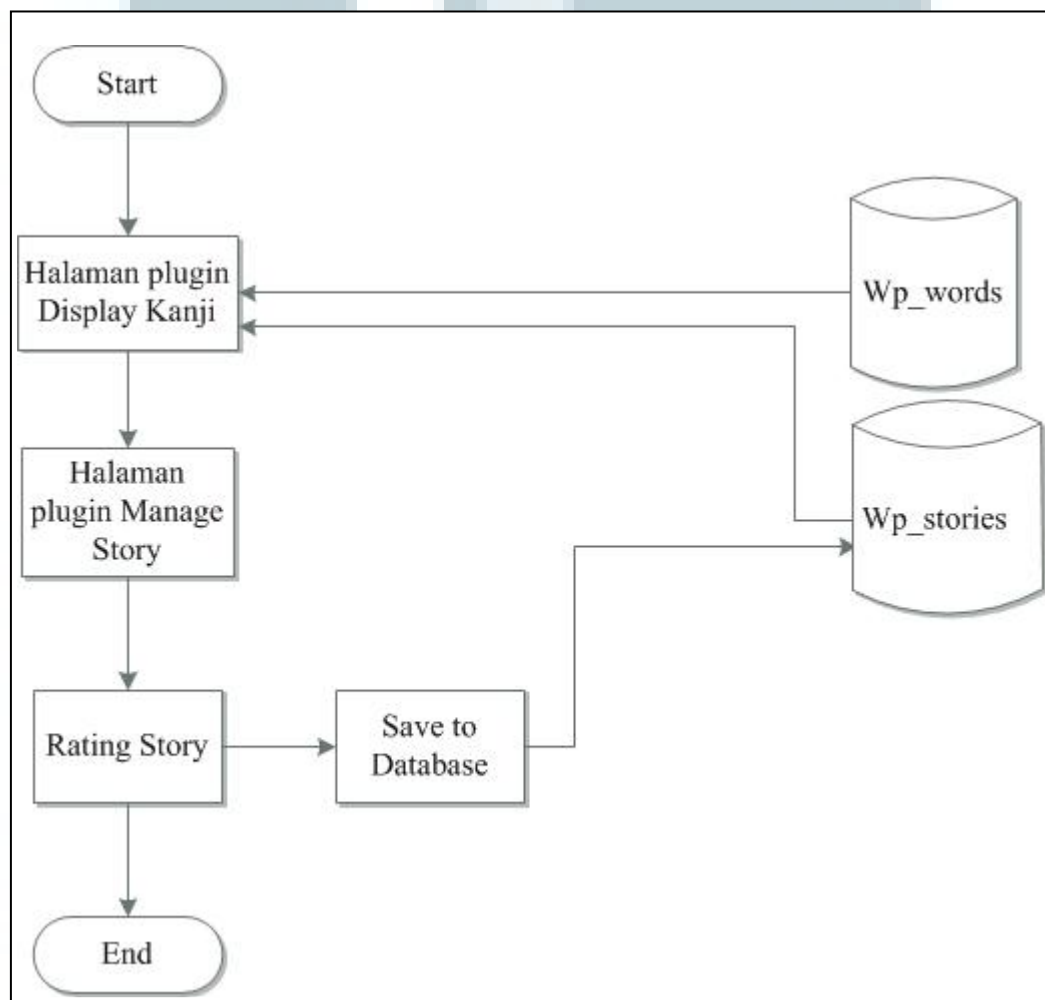 Start
Halaman plugin
Display Kanji
Wp_words
Halaman
plugin Manage
Story
Wp_stories
Rating Story
Save to
Database
End